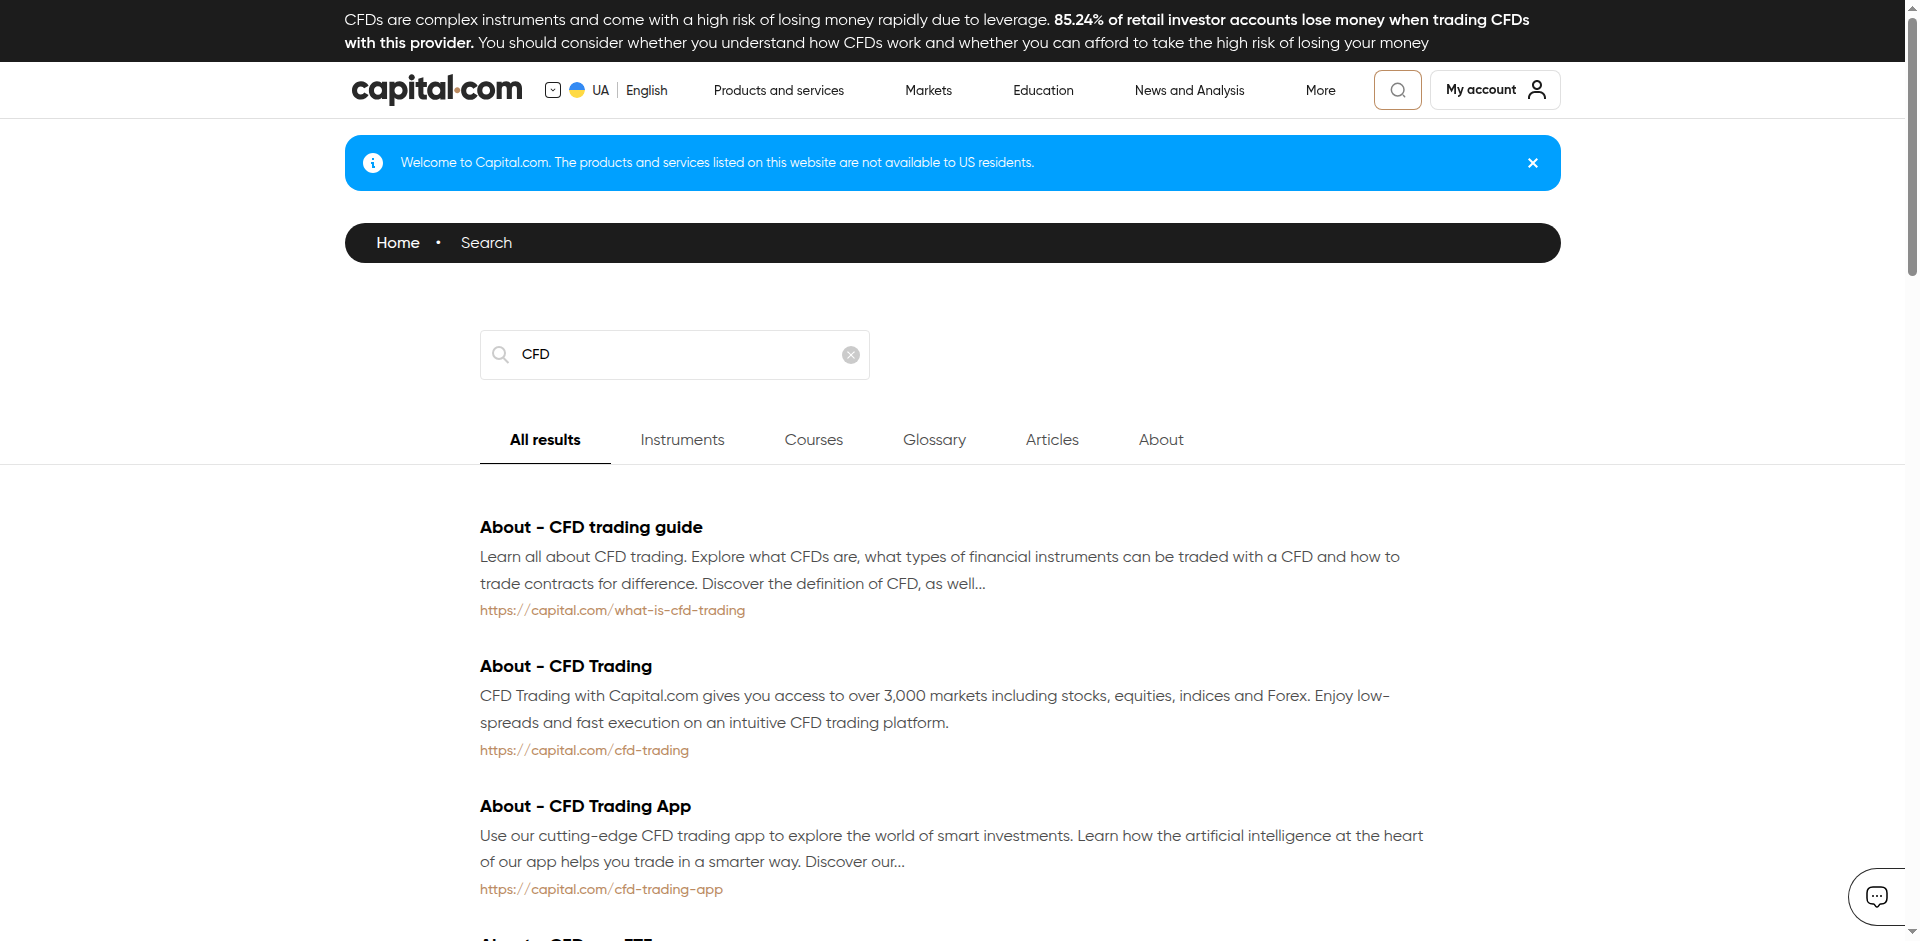 CFDs are complex instruments and come with a high risk of losing money rapidly due to leverage. 85.24% of retail investor accounts lose money when trading CFDs
with this provider. You should consider whether you understand how CFDs work and whether you can afford to take the high risk of losing your money
capital.com
UA English
Products and services
Markets
Education
News and Analysis
More
My account
Welcome to Capital.com. The products and services listed on this website are not available to US residents.
Home • Search
CFD
All results
Instruments
Courses
Glossary
Articles
About
About - CFD trading guide
Learn all about CFD trading. Explore what CFDs are, what types of financial instruments can be traded with a CFD and how to
trade contracts for difference. Discover the definition of CFD, as well...
https://capital.com/what-is-cfd-trading
About - CFD Trading
CFD Trading with Capital.com gives you access to over 3,000 markets including stocks, equities, indices and Forex. Enjoy low-
spreads and fast execution on an intuitive CFD trading platform.
https://capital.com/cfd-trading
About - CFD Trading App
Use our cutting-edge CFD trading app to explore the world of smart investments. Learn how the artificial intelligence at the heart
of our app helps you trade in a smarter way. Discover our...
https://capital.com/cfd-trading-app